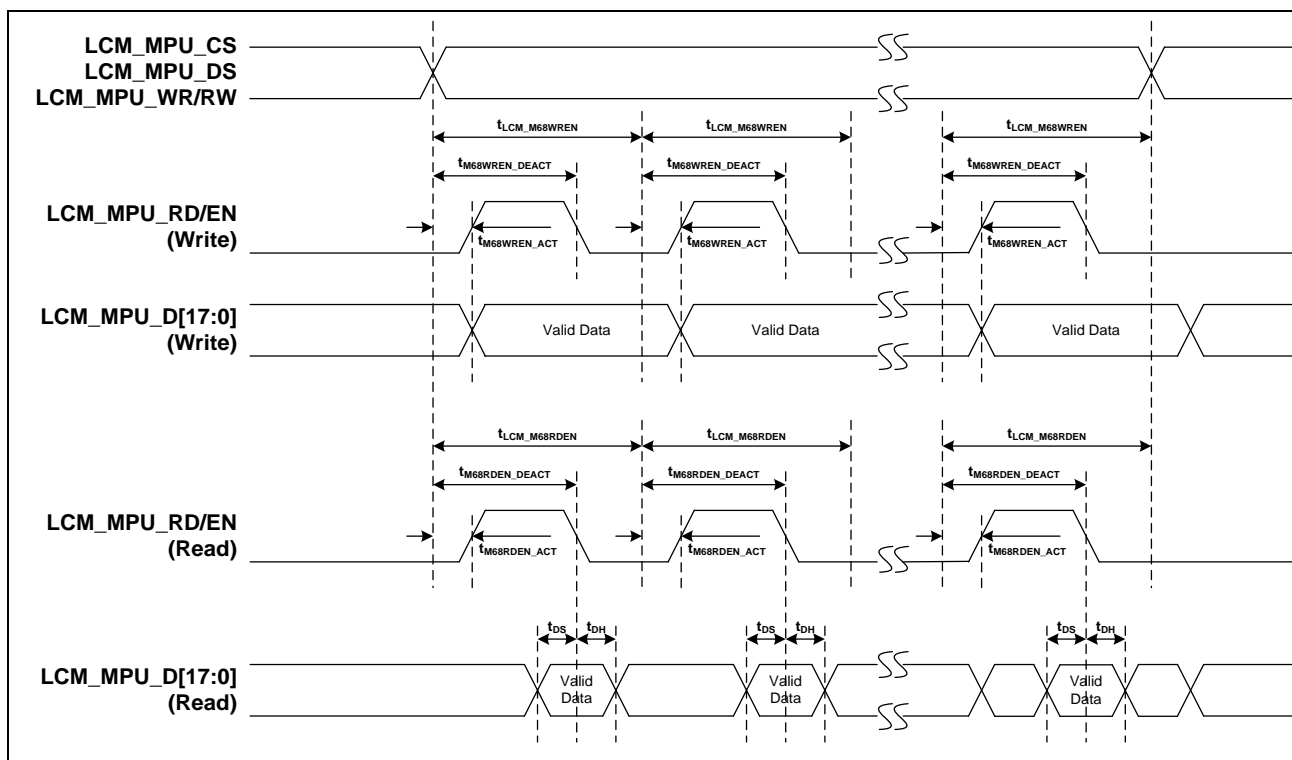 LCM_MPU_CS
LCM_MPU_DS
LCM_MPU_WR/RW
tLCM_M68WREN tLCM_M68WREN tLCM_M68WREN
tM68WREN_DEACT tM68WREN_DEACT tM68WREN_DEACT
LCM_MPU_RD/EN
(Write)
tM68WREN_ACT tM68WREN_ACT tM68WREN_ACT
LCM_MPU_D[17:0]
(Write)
Valid Data Valid Data Valid Data
tLCM_M68RDEN tLCM_M68RDEN tLCM_M68RDEN
tM68RDEN_DEACT tM68RDEN_DEACT tM68RDEN_DEACT
LCM_MPU_RD/EN
(Read)
tM68RDEN_ACT tM68RDEN_ACT tM68RDEN_ACT
tDS tDH tDS tDH tDS tDH
LCM_MPU_D[17:0]
(Read)
Valid Valid Valid
Data Data Data